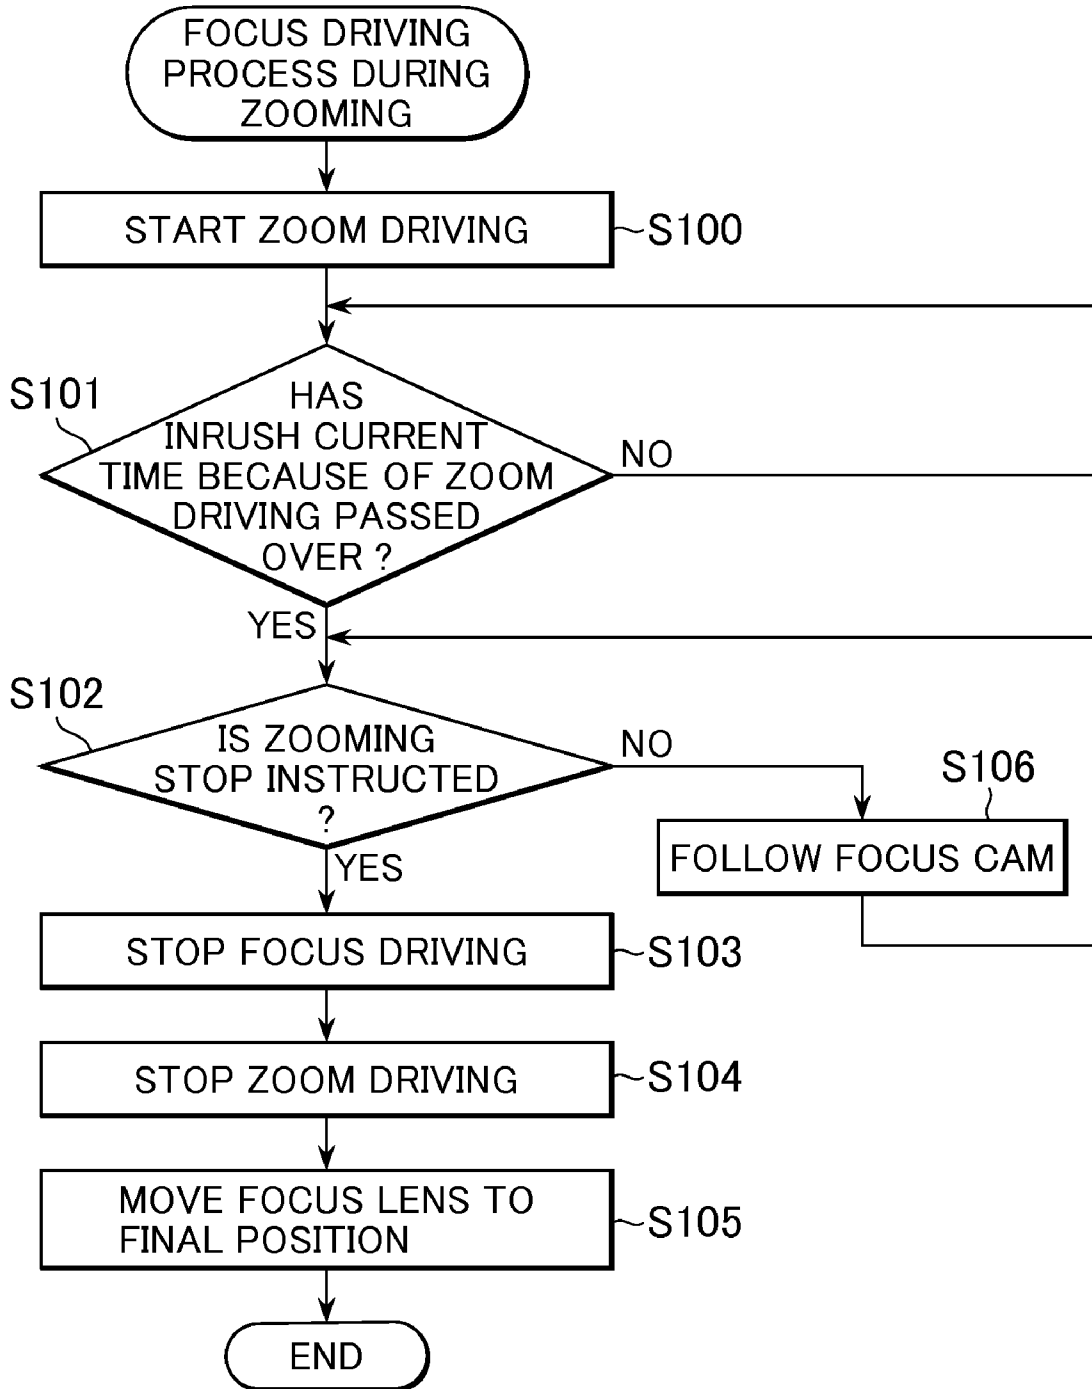 FOCUS DRIVING
PROCESS DURING
ZOOMING
START ZOOM DRIVING
S100
S101
HAS
INRUSH CURRENT
TIME BECAUSE OF ZOOM
DRIVING PASSED
OVER ?
NO
YES
S102
IS ZOOMING
STOP INSTRUCTED
?
NO
S106
FOLLOW FOCUS CAM
YES
STOP FOCUS DRIVING
S103
STOP ZOOM DRIVING
S104
MOVE FOCUS LENS TO
FINAL POSITION
S105
END